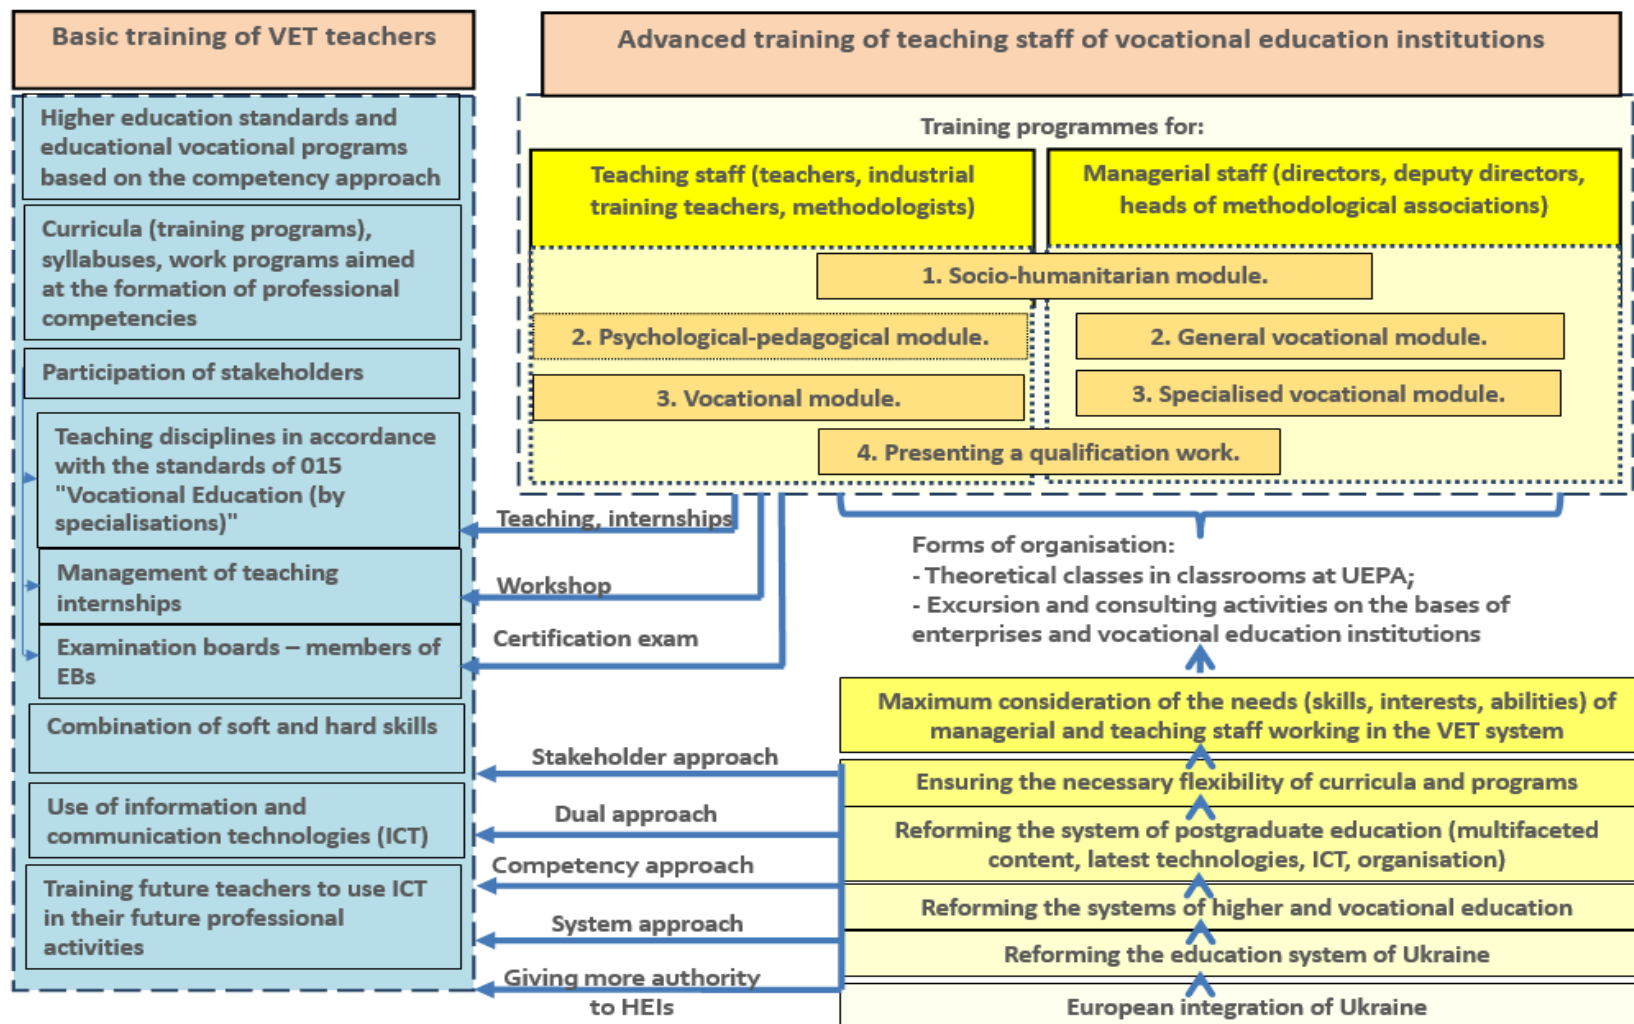 Basic training of VET teachers
Higher education standards and
educational vocational programs
based on the competency approach
Curricula (training programs),
syllabuses, work programs aimed
at the formation of professional
competencies
Participation of stakeholders
Teaching disciplines in accordance
with the standards of 015
"Vocational Education (by
specialisations)"
Management of teaching
internships
Examination boards – members of
EBs
Combination of soft and hard skills
Use of information and
communication technologies (ICT)
Training future teachers to use ICT
in their future professional
activities
Advanced training of teaching staff of vocational education institutions
Training programmes for:
Teaching staff (teachers, industrial
training teachers, methodologists)
Managerial staff (directors, deputy directors,
heads of methodological associations)
1. Socio-humanitarian module.
2. Psychological-pedagogical module.
2. General vocational module.
3. Vocational module.
3. Specialised vocational module.
4. Presenting a qualification work.
Teaching, internships
Workshop
Certification exam
Forms of organisation:
- Theoretical classes in classrooms at UEPA;
- Excursion and consulting activities on the bases of
enterprises and vocational education institutions
Stakeholder approach
Dual approach
Competency approach
System approach
Giving more authority
to HEIs
Maximum consideration of the needs (skills, interests, abilities) of
managerial and teaching staff working in the VET system
Ensuring the necessary flexibility of curricula and programs
Reforming the system of postgraduate education (multifaceted
content, latest technologies, ICT, organisation)
Reforming the systems of higher and vocational education
Reforming the education system of Ukraine
European integration of Ukraine